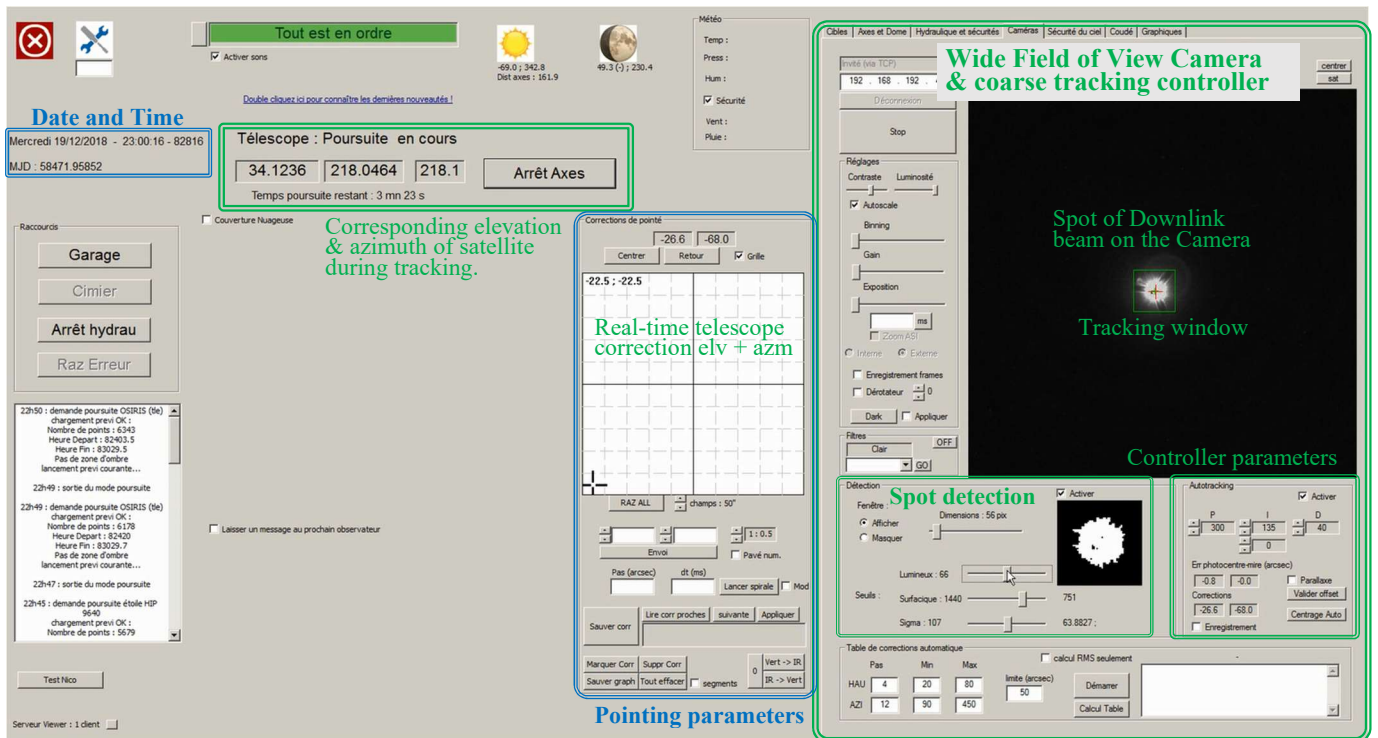 Tout est en ordre
Activer sons
-69.0 ; 342.8
Dist axes : 161.9
49.3 (-) ; 230.4
Double cliquez ici pour connaître les dernières nouveautés !
Météo
Temp :
Press :
Hum :
Sécurité
Vent :
Pluie :
Date and Time
Mercredi 19/12/2018 - 23:00:16 - 82816
MJD : 58471.95852
Télescope : Poursuite en cours
34.1236 218.0464 218.1 Arrêt Axes
Temps poursuite restant : 3 mn 23 s
Couverture Nuageuse
Corresponding elevation
& azimuth of satellite
during tracking.
Raccourcis
Garage
Cimier
Arrêt hydrau
Raz Erreur
22h50 : demande poursuite OSIRIS (tle)
chargement previ OK :
Nombre de points : 6343
Heure Depart : 82403.5
Heure Fin : 83029.5
Pas de zone d'ombre
lancement previ courante...
22h49 : sortie du mode poursuite
22h49 : demande poursuite OSIRIS (tle)
chargement previ OK :
Nombre de points : 6178
Heure Depart : 82420
Heure Fin : 83029.7
Pas de zone d'ombre
lancement previ courante...
22h47 : sortie du mode poursuite
22h45 : demande poursuite étoile HIP
9640
chargement previ OK :
Nombre de points : 5679
Test Nico
Serveur Viewer : 1 client
Laisser un message au prochain observateur
Corrections de pointé
-26.6 -68.0
Centrer Retour Grille
-22.5 ; -22.5
Real-time telescope
correction elv + azm
RAZ ALL champs : 50"
1 : 0.5
Envoi Pavé num.
Pas (arcsec) dt (ms)
Lancer spirale Mod
Sauver corr Lire corr proches suivante Appliquer
Marquer Corr Suppr Corr 0 Vert -> IR
Sauver graph Tout effacer segments IR -> Vert
Pointing parameters
Cibles Axes et Dome Hydraulique et sécurités Caméras Sécurité du ciel Coudé Graphiques
Wide Field of View Camera
& coarse tracking controller
Invité (via TCP)
192 . 168 . 192 .
centrer
sat
Déconnexion
Stop
Réglages
Contraste Luminosité
Autoscale
Binning
Gain
Exposition
ms
Zoom ASI
Interne Externe
Enregistrement frames
Dérotateur 0
Dark Appliquer
Filtres
Clair OFF
GO
Spot of Downlink
beam on the Camera
Tracking window
Controller parameters
Détection
Spot detection
Activer
Fenêtre :
Dimensions : 56 pix
Afficher
Masquer
Lumineux : 66
Seuils : Surfacique : 1440 751
Sigma : 107 63.8827 ;
Autotracking
Activer
P I D
300 135 40
0
Err photocentre-mire (arcsec)
-0.8 -0.0 Parallaxe
Corrections Valider offset
-26.6 -68.0 Centrage Auto
Enregistrement
Table de corrections automatique
calcul RMS seulement -
Pas Min Max
HAU 4 20 80 limite (arcsec) Démarrer
50
AZI 12 90 450 Calcul Table